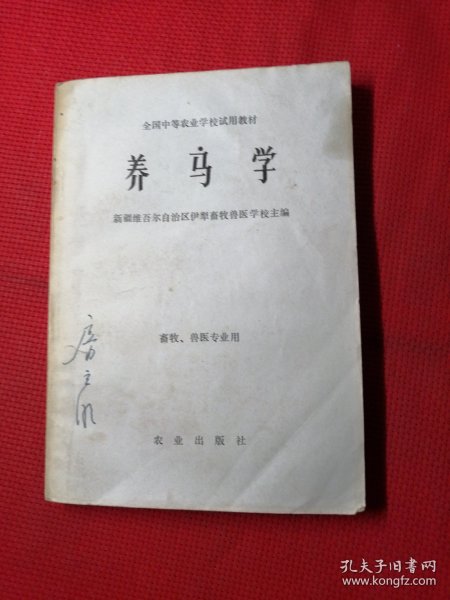 全国中等农业学校试用教材
养马学
新疆维吾尔自治区伊犁畜牧兽医学校主编
畜牧、兽医专业用
农业出版社
孔夫子旧书网
www.kongfz.com